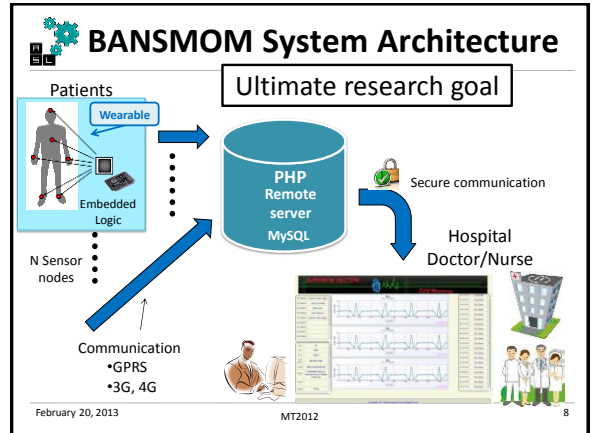 ASL
BANSMOM System Architecture
Ultimate research goal
Patients
Wearable
Embedded
Logic
N Sensor
nodes
PHP
Remote
server
MySQL
Secure communication
Hospital
Doctor/Nurse
Communication
•GPRS
•3G, 4G
February 20, 2013
MT2012
8